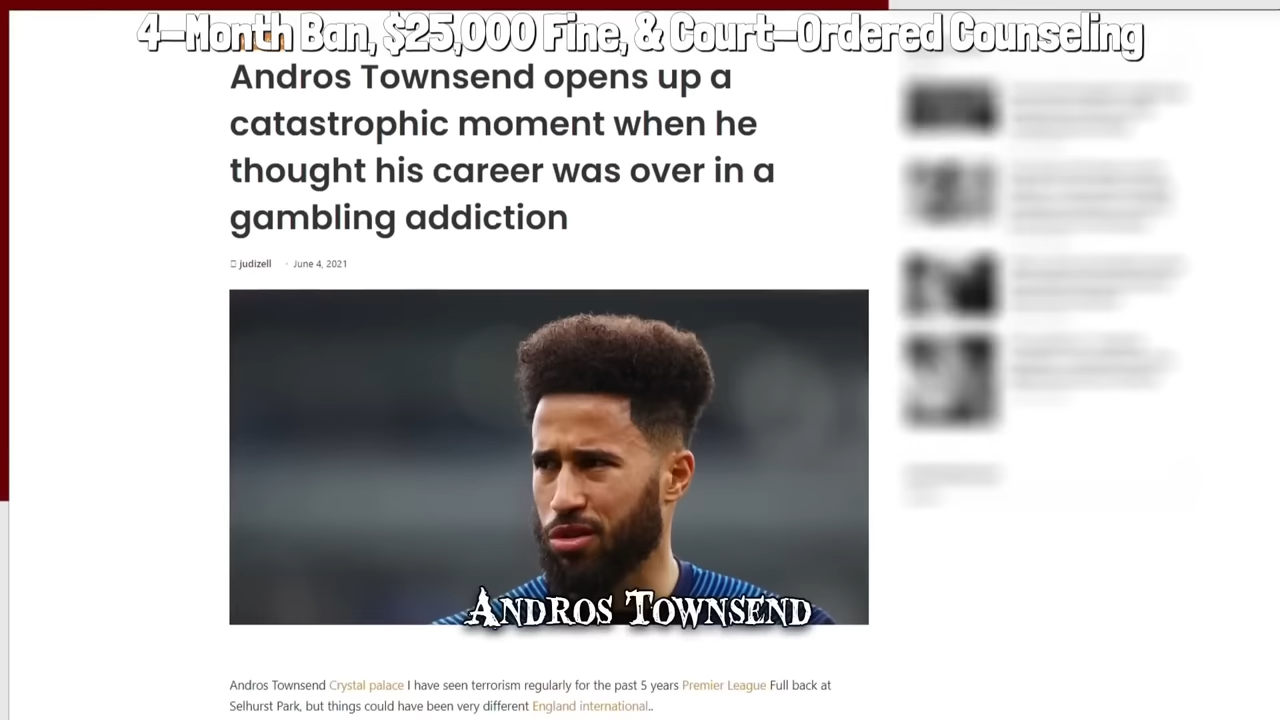 4-Month Ban, $25,000 Fine, & Court-Ordered Counseling
Andros Townsend opens up a
catastrophic moment when he
thought his career was over in a
gambling addiction
judizell · June 4, 2021
Andros Townsend
Andros Townsend Crystal palace I have seen terrorism regularly for the past 5 years Premier League Full back at
Selhurst Park, but things could have been very different England international..